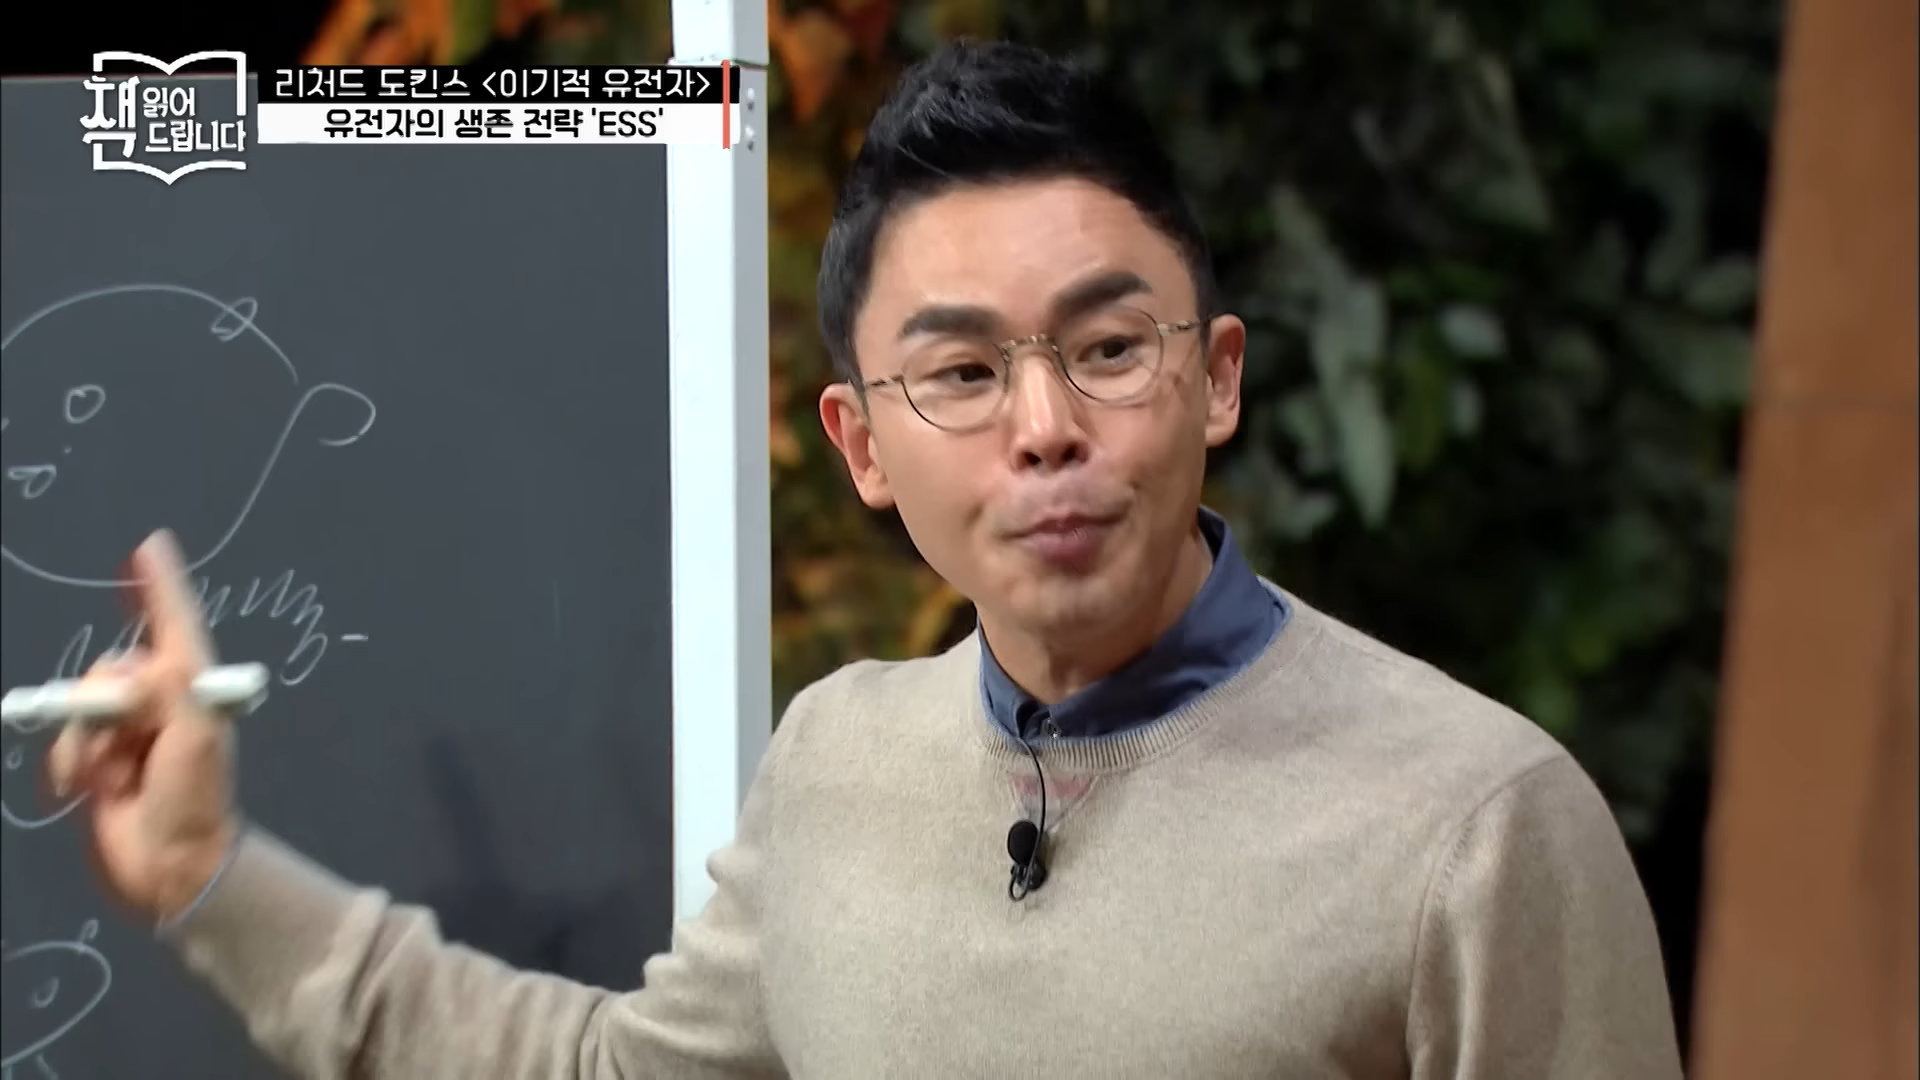 책 읽어
드립니다
리처드 도킨스 <이기적 유전자>
유전자의 생존 전략 'ESS'